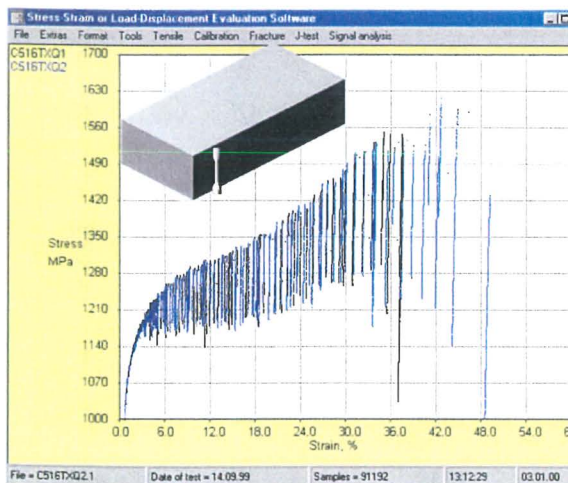 Stress-Strain or Load-Displacement Evaluation Software
File Extras Format Tools Tensile Calibration Fracture J-test Signal analysis
C516TXQ1
C516TXQ2
1700
1630
1560
1490
1420
1350
1280
1210
1140
1070
1000
Stress
MPa
0.0 6.0 12.0 18.0 24.0 30.0 36.0 42.0 48.0 54.0
Strain, %
File = C516TXQ2.1 Date of test = 14.09.99 Samples = 91192 13:12:29 03.01.00